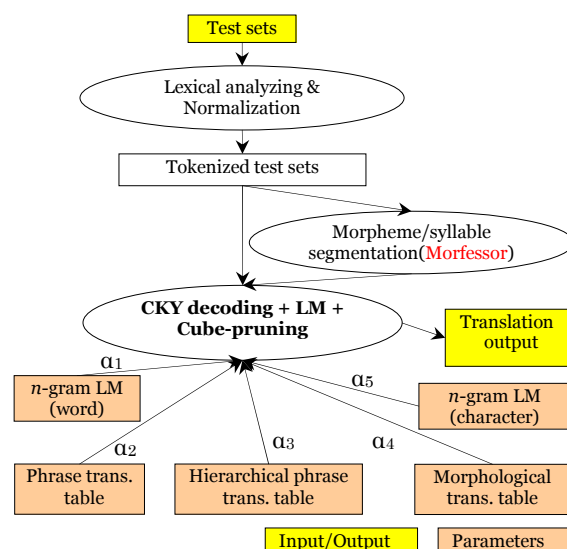 Test sets
Lexical analyzing &
Normalization
Tokenized test sets
Morpheme/syllable
segmentation(Morfessor)
CKY decoding + LM +
Cube-pruning
Translation
output
α1
n-gram LM
(word)
α5
n-gram LM
(character)
α2
α3
α4
Phrase trans.
table
Hierarchical phrase
trans. table
Morphological
trans. table
Input/Output
Parameters